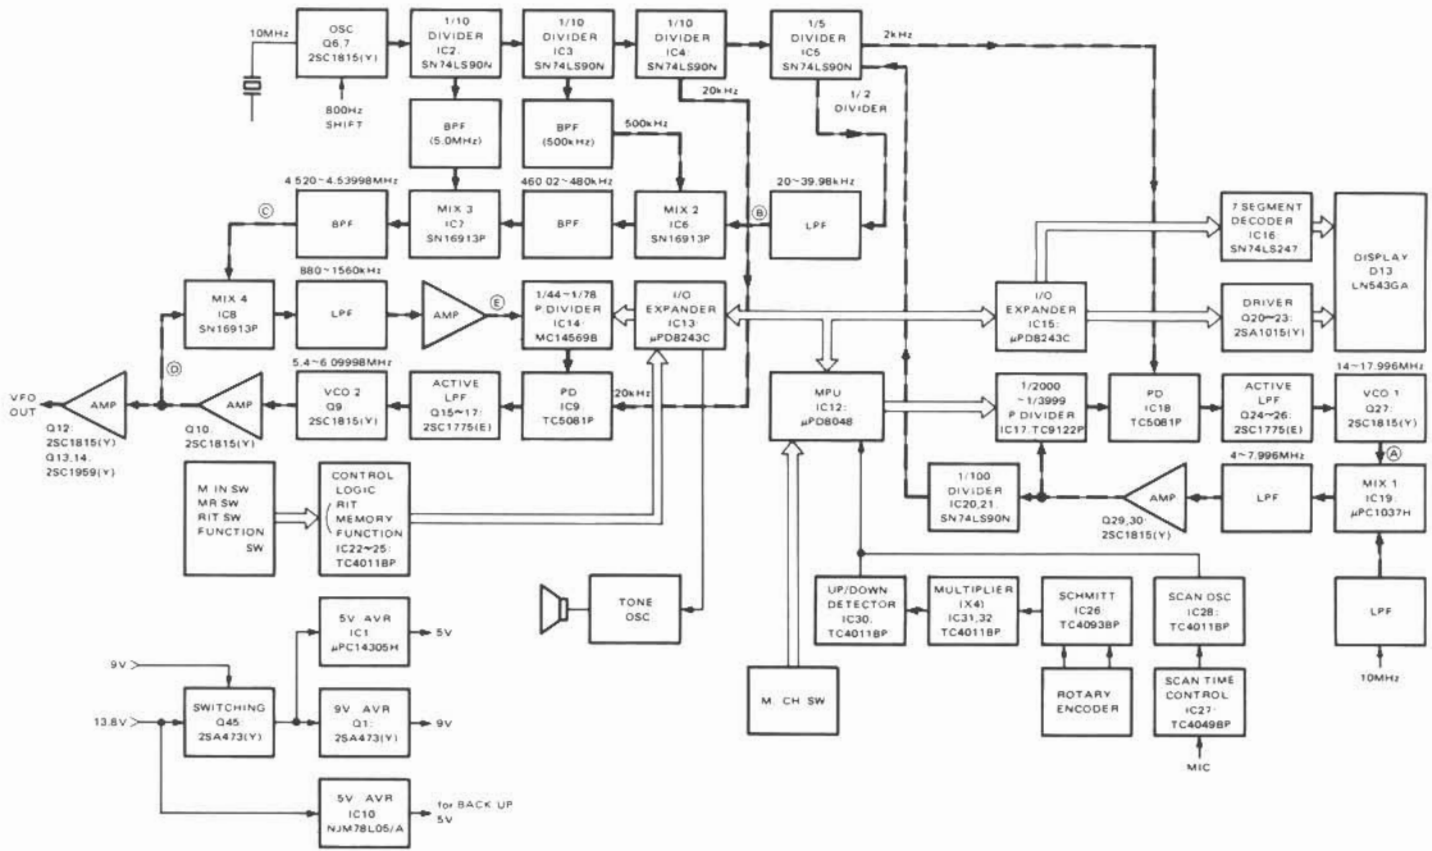 10MHz
OSC
Q6,7:
2SC1815(Y)
800Hz
SHIFT
1/10
DIVIDER
IC2:
SN74LS90N
1/10
DIVIDER
IC3
SN74LS90N
1/10
DIVIDER
IC4:
SN74LS90N
1/5
DIVIDER
IC5
SN74LS90N
2kHz
20kHz
1/2
DIVIDER
BPF
(5.0MHz)
BPF
(500kHz)
500kHz
4.520~4.53998MHz
460.02~480kHz
20~39.98kHz
C
BPF
MIX 3
IC7
SN16913P
BPF
MIX 2
IC6
SN16913P
B
LPF
7 SEGMENT
DECODER
IC16:
SN74LS247
DISPLAY
D13
LN543GA
880~1560kHz
MIX 4
IC8
SN16913P
LPF
AMP
E
1/44~1/78
P.DIVIDER
IC14:
MC14569B
I/O
EXPANDER
IC13:
μPD8243C
I/O
EXPANDER
IC15:
μPD8243C
DRIVER
Q20~23:
2SA1015(Y)
D
5.4~6.09998MHz
14~17.996MHz
VFO
OUT
AMP
Q12:
2SC1815(Y)
Q13,14:
2SC1959(Y)
AMP
Q10:
2SC1815(Y)
VCO 2
Q9:
2SC1815(Y)
ACTIVE
LPF
Q15~17:
2SC1775(E)
PD
IC9
TC5081P
20kHz
MPU
IC12:
μPD8048
1/2000
~1/3999
P.DIVIDER
IC17:TC9122P
PD
IC18
TC5081P
ACTIVE
LPF
Q24~26:
2SC1775(E)
VCO 1
Q27:
2SC1815(Y)
A
4~7.996MHz
M.IN SW
MR SW
RIT SW
FUNCTION
SW
CONTROL
LOGIC
(RIT
MEMORY
FUNCTION
IC22~25:
TC4011BP
1/100
DIVIDER
IC20,21:
SN74LS90N
AMP
Q29,30:
2SC1815(Y)
LPF
MIX 1
IC19:
μPC1037H
TONE
OSC
UP/DOWN
DETECTOR
IC30:
TC4011BP
MULTIPLIER
(X4)
IC31,32
TC4011BP
SCHMITT
IC26:
TC4093BP
SCAN OSC
IC28:
TC4011BP
LPF
10MHz
5V AVR
IC1
μPC14305H
5V
9V
13.8V
SWITCHING
Q45:
2SA473(Y)
9V AVR
Q1:
2SA473(Y)
9V
M. CH SW
ROTARY
ENCODER
SCAN TIME
CONTROL
IC27:
TC4049BP
MIC
5V AVR
IC10
NJM78L05/A
for BACK UP
5V